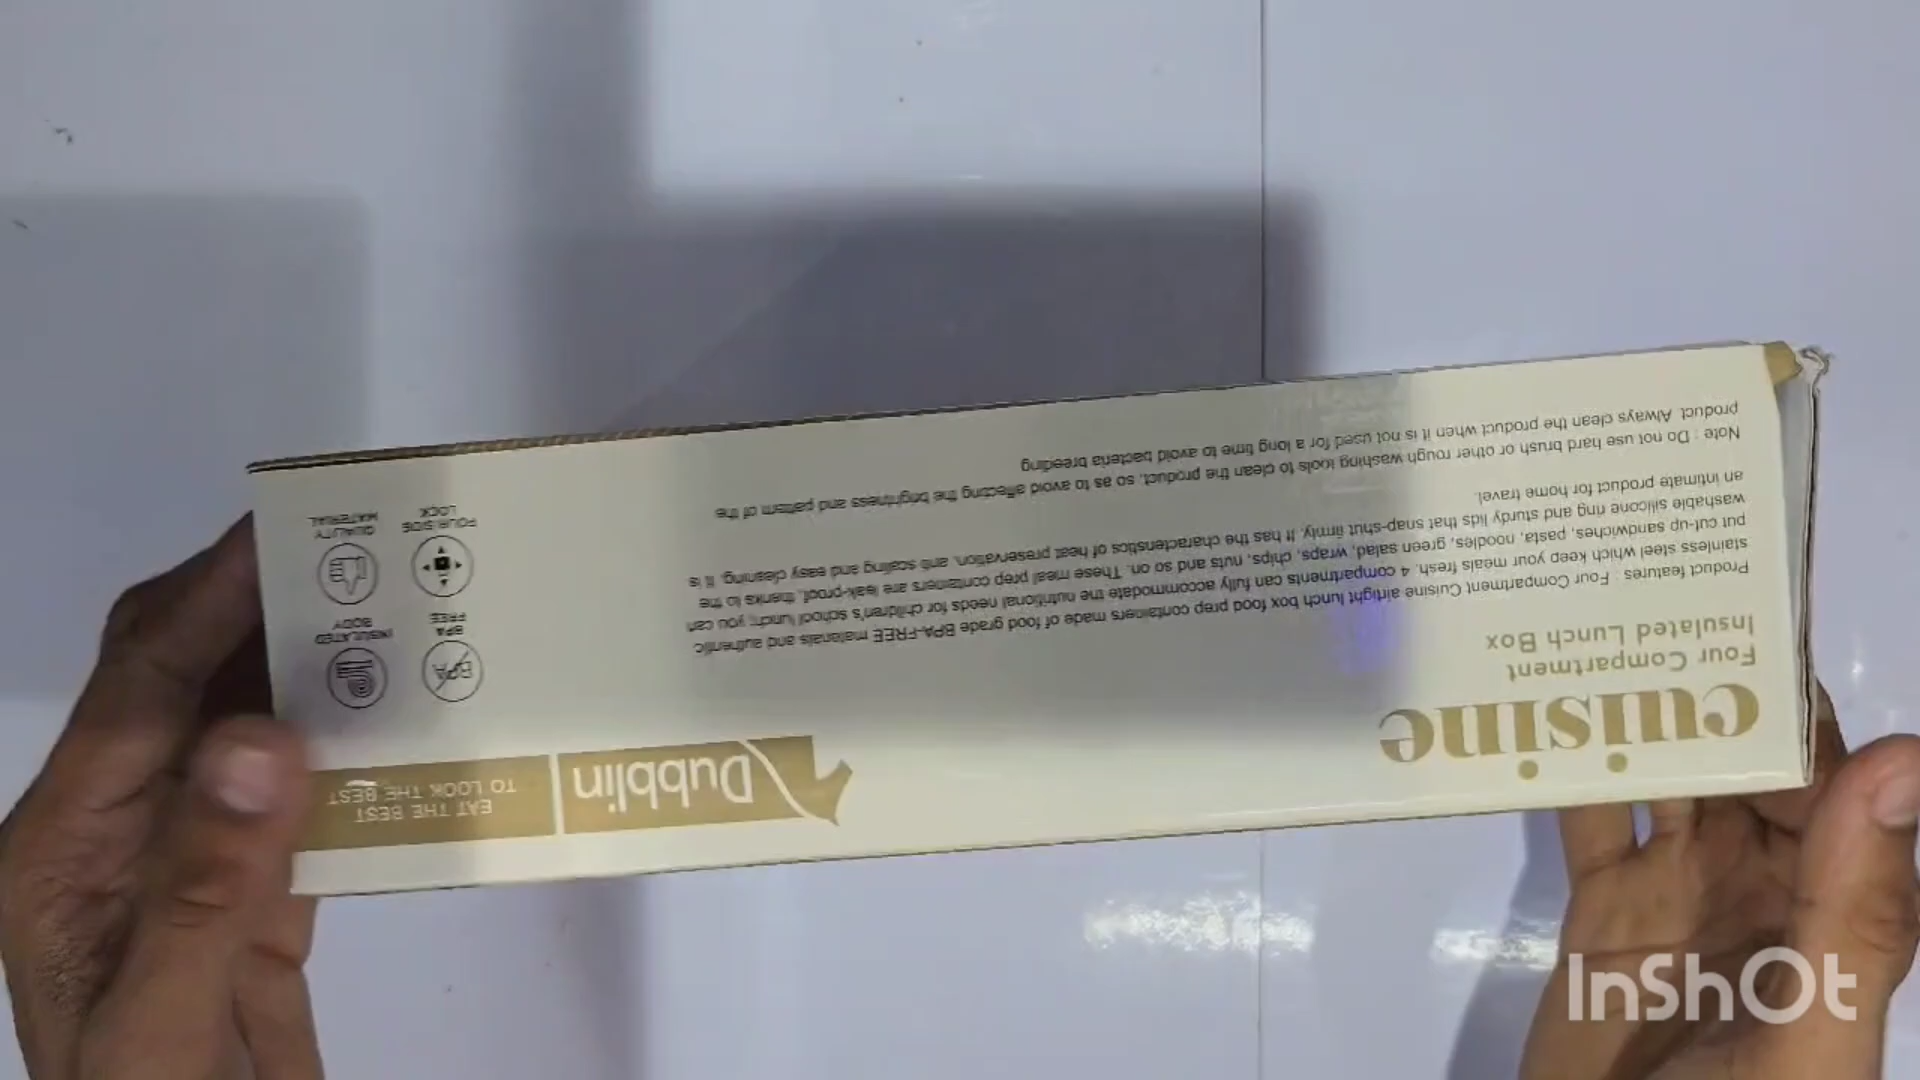 cuisine
Four Compartment
Insulated Lunch Box
Dubblin
EAT THE BEST
TO LOOK THE BEST
Product features : Four Compartment Cuisine airtight lunch box food prep containers made of food grade BPA-FREE materials and authentic
stainless steel which keep your meals fresh. 4 compartments can fully accommodate the nutritional needs for children's school lunch; you can
put cut-up sandwiches, pasta, noodles, green salad, wraps, chips, nuts and so on. These meal prep containers are leak-proof, thanks to the
washable silicone ring and sturdy lids that snap-shut firmly. It has the characteristics of heat preservation, anti scaling and easy cleaning. It is
an intimate product for home travel.
Note : Do not use hard brush or other rough washing tools to clean the product, so as to avoid affecting the brightness and pattern of the
product. Always clean the product when it is not used for a long time to avoid bacteria breeding
BPA
BPA
FREE
INSULATED
BODY
FOUR SIDE
LOCK
QUALITY
MATERIAL
InShOt